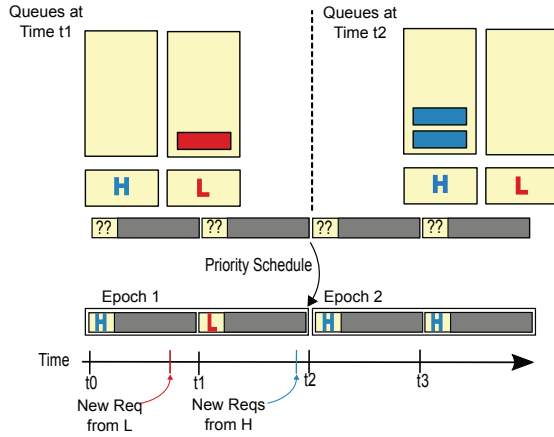 Queues at
Time t1
Queues at
Time t2
H
L
H
L
??
??
??
??
Priority Schedule
Epoch 1
Epoch 2
H
L
H
H
Time
t0
t1
t2
t3
New Req
from L
New Reqs
from H